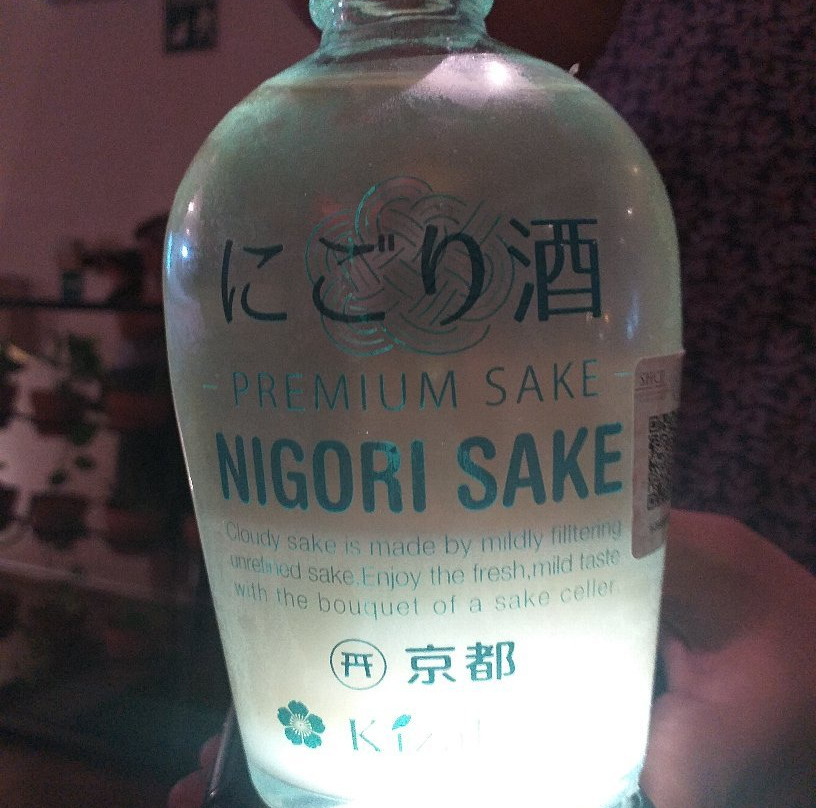 にごり酒
PREMIUM SAKE
NIGORI SAKE
Cloudy sake is made by mildly filltering
unrefined sake.Enjoy the fresh,mild taste
with the bouquet of a sake celler.
京都